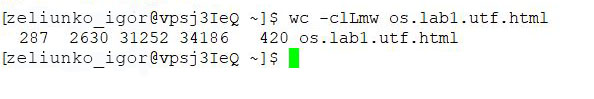 [zeliunko_igor@vpsj3IeQ ~]$ wc -clLmw os.lab1.utf.html
287 2630 31252 34186 420 os.lab1.utf.html
[zeliunko_igor@vpsj3IeQ ~]$